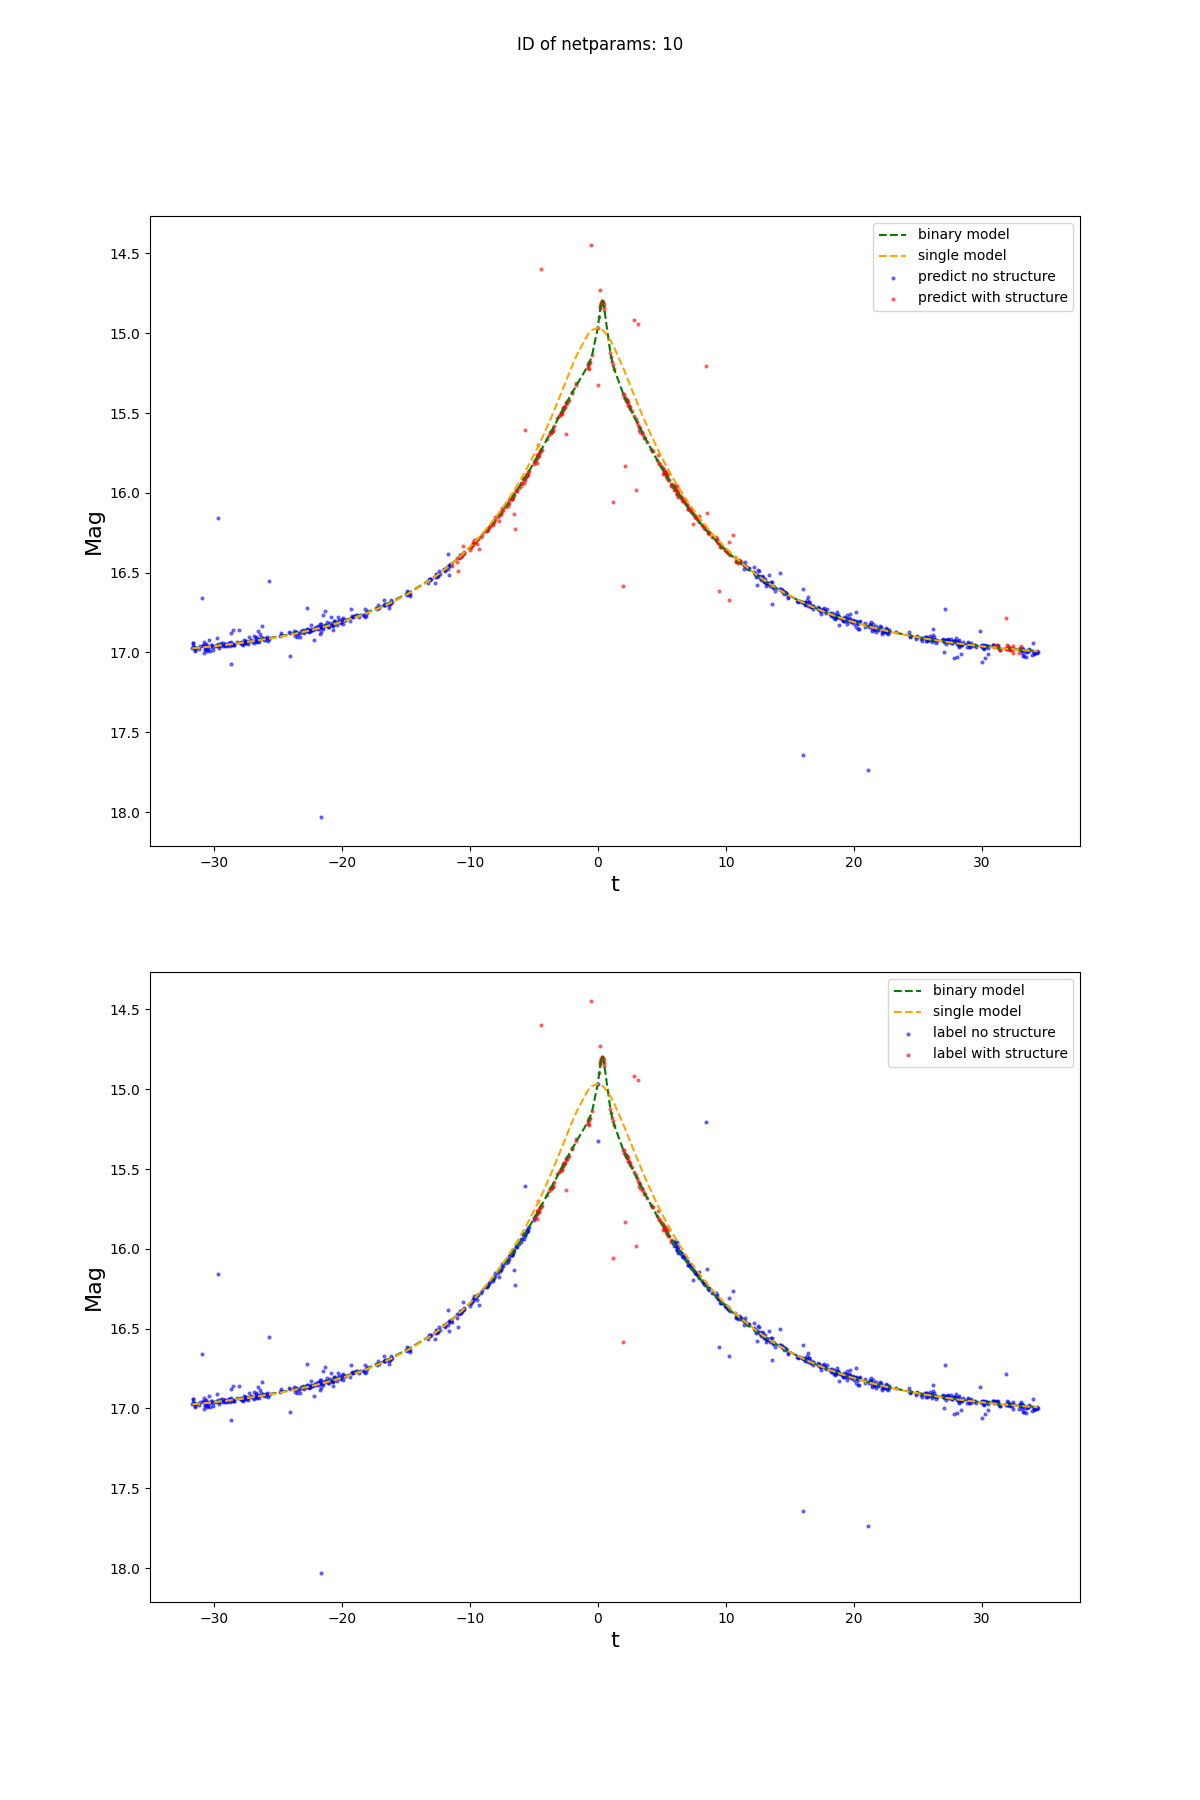 ID of netparams: 10
14.5
15.0
15.5
16.0
16.5
17.0
17.5
18.0
Mag
binary model
single model
predict no structure
predict with structure
−30 −20 −10 0 10 20 30
t
14.5
15.0
15.5
16.0
16.5
17.0
17.5
18.0
Mag
binary model
single model
label no structure
label with structure
−30 −20 −10 0 10 20 30
t